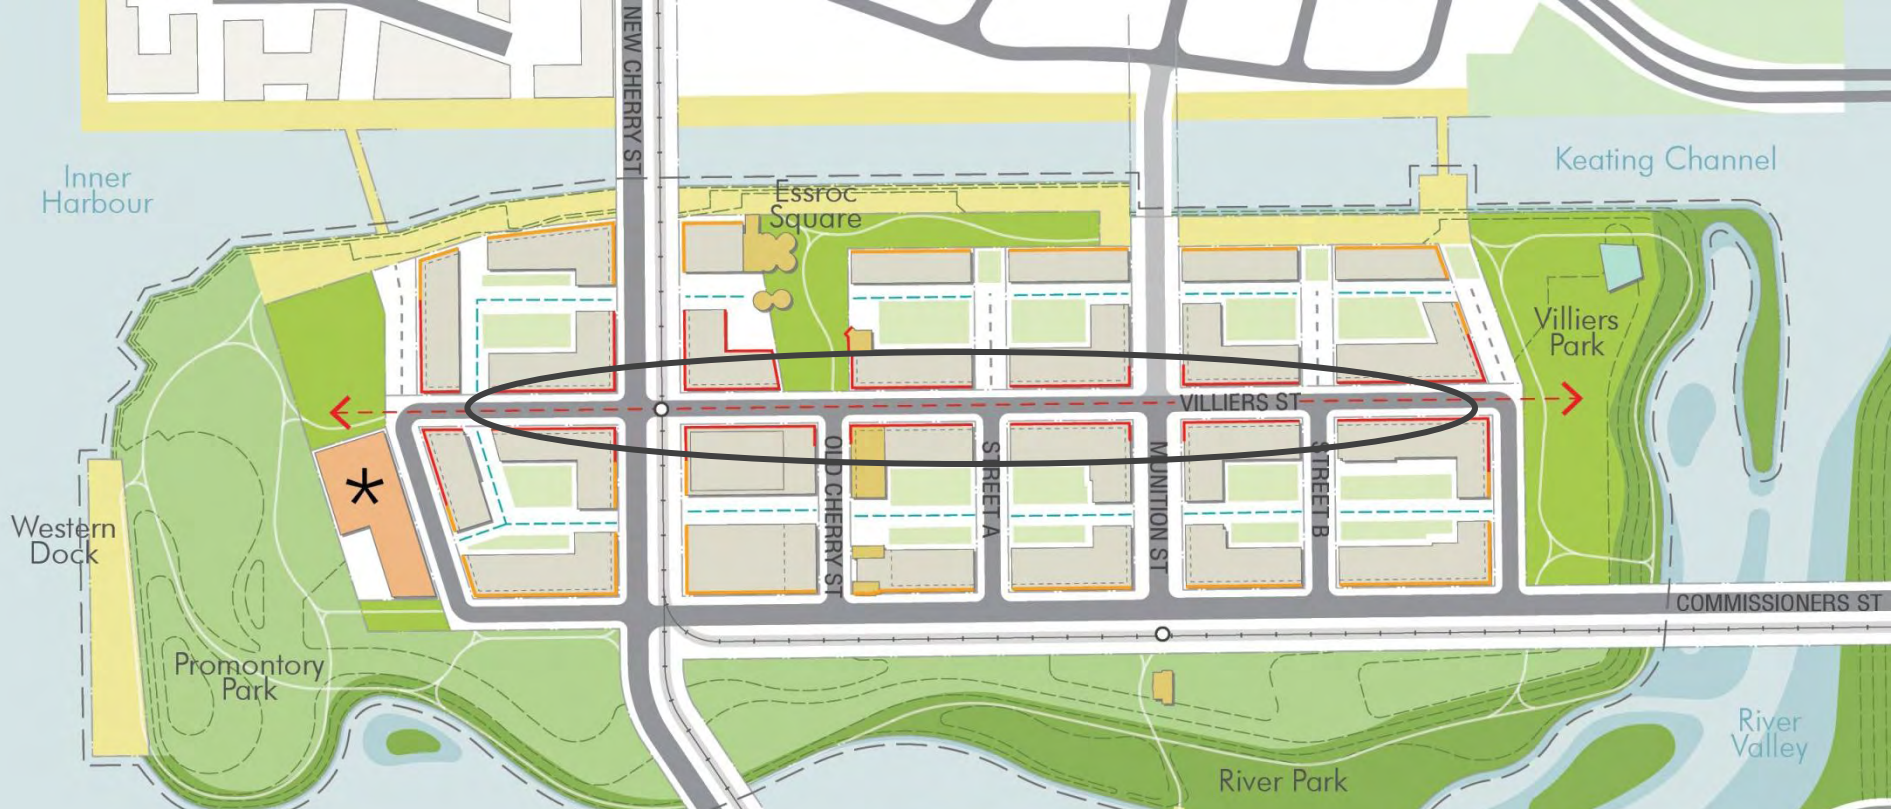 NEW CHERRY ST
Inner
Harbour
Keating Channel
Essroc
Square
Villiers
Park
VILLIERS ST
OLD CHERRY ST
STREET A
MUNITION ST
STREET B
*
Western
Dock
COMMISSIONERS ST
Promontory
Park
River
Valley
River Park